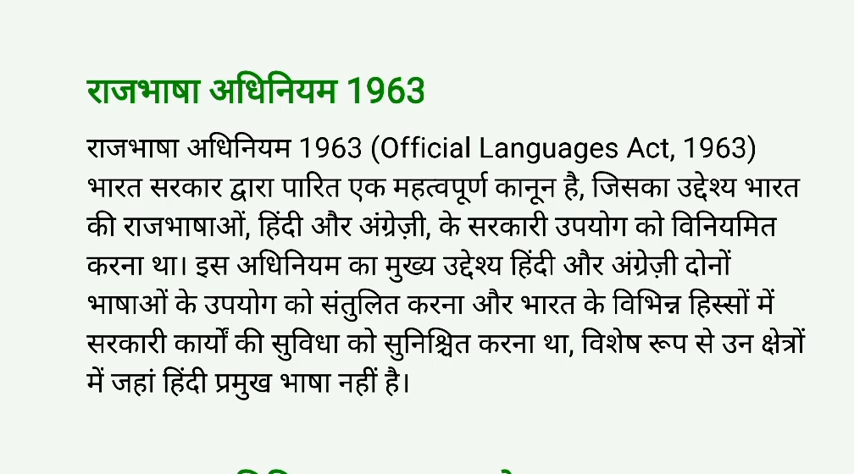 राजभाषा अधिनियम 1963
राजभाषा अधिनियम 1963 (Official Languages Act, 1963)
भारत सरकार द्वारा पारित एक महत्वपूर्ण कानून है, जिसका उद्देश्य भारत
की राजभाषाओं, हिंदी और अंग्रेज़ी, के सरकारी उपयोग को विनियमित
करना था। इस अधिनियम का मुख्य उद्देश्य हिंदी और अंग्रेज़ी दोनों
भाषाओं के उपयोग को संतुलित करना और भारत के विभिन्न हिस्सों में
सरकारी कार्यों की सुविधा को सुनिश्चित करना था, विशेष रूप से उन क्षेत्रों
में जहां हिंदी प्रमुख भाषा नहीं है।